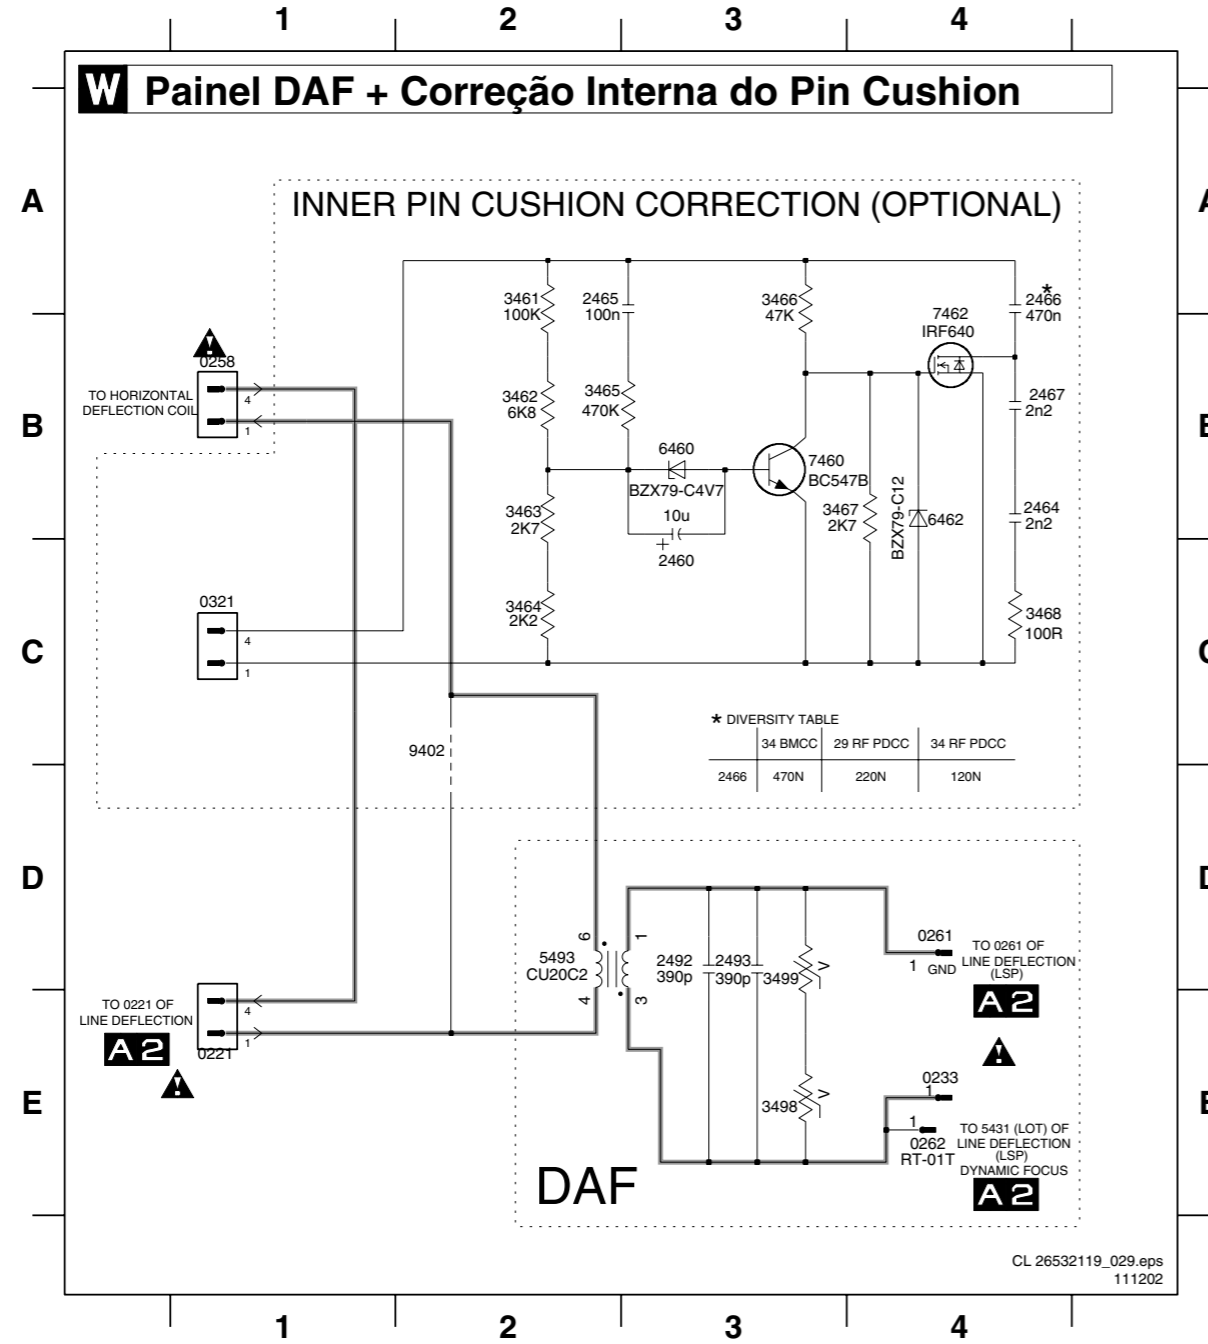 1 2 3 4
W Painel DAF + Correção Interna do Pin Cushion
A
A
INNER PIN CUSHION CORRECTION (OPTIONAL)
3461
100K
2465
100n
3466
47K
*
2466
470n
7462
IRF640
0258
TO HORIZONTAL
DEFLECTION COIL
4
1
B
3462
6K8
3465
470K
2467
2n2
6460
BZX79-C4V7
7460
BC547B
3463
2K7
10u
+
2460
3467
2K7
BZX79-C12
6462
2464
2n2
0321
4
1
C
3464
2K2
3468
100R
* DIVERSITY TABLE
34 BMCC 29 RF PDCC 34 RF PDCC
2466 470N 220N 120N
9402
D
6
1
5493
CU20C2
4
3
2492
390p
2493
390p
3499
V
0261
1 GND
TO 0261 OF
LINE DEFLECTION
(LSP)
A2
TO 0221 OF
LINE DEFLECTION
A2
4
1
0221
E
3498
V
0233
1
1
0262
RT-01T
TO 5431 (LOT) OF
LINE DEFLECTION
(LSP)
DYNAMIC FOCUS
A2
DAF
CL 26532119_029.eps
111202
1 2 3 4